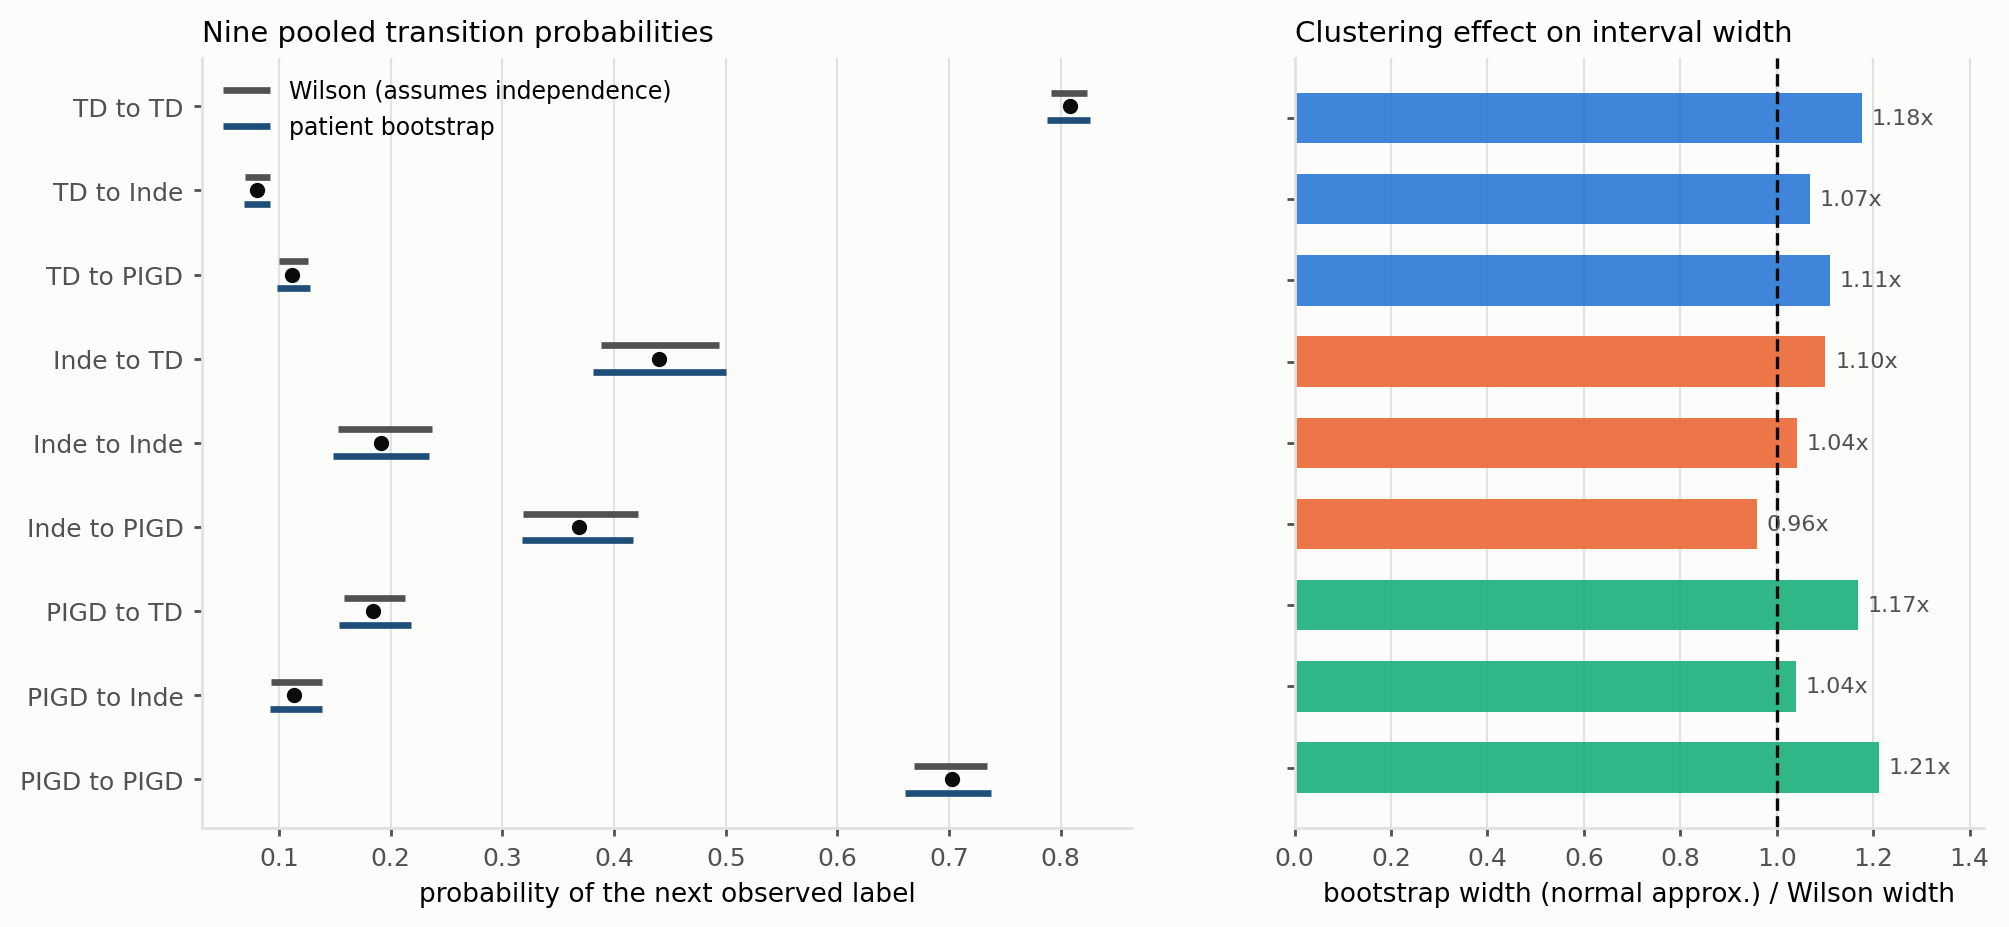 Nine pooled transition probabilities
Wilson (assumes independence)
patient bootstrap
TD to TD
TD to Inde
TD to PIGD
Inde to TD
Inde to Inde
Inde to PIGD
PIGD to TD
PIGD to Inde
PIGD to PIGD
0.1 0.2 0.3 0.4 0.5 0.6 0.7 0.8
probability of the next observed label
Clustering effect on interval width
1.18x
1.07x
1.11x
1.10x
1.04x
0.96x
1.17x
1.04x
1.21x
0.0 0.2 0.4 0.6 0.8 1.0 1.2 1.4
bootstrap width (normal approx.) / Wilson width